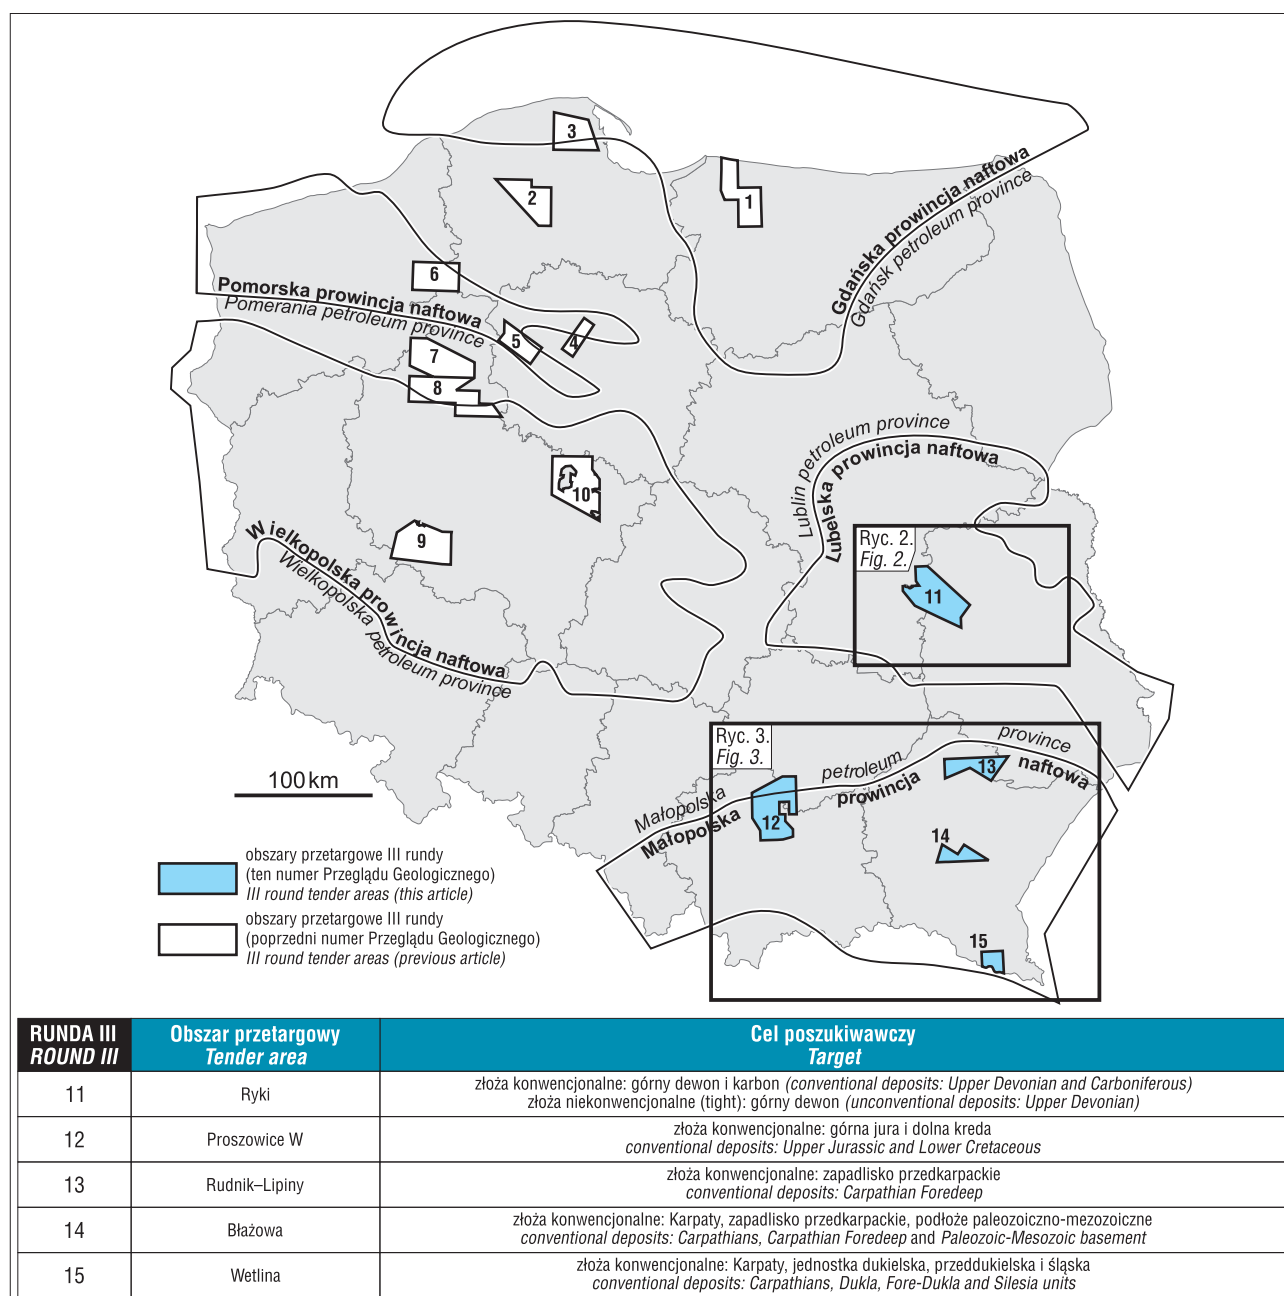 3
2
1
Gdańska prowincja naftowa
Gdańsk petroleum province
6
Pomorska prowincja naftowa
Pomerania petroleum province
5
4
7
8
Lublin petroleum province
Lubelska prowincja naftowa
10
9
Wielkopolska prowincja naftowa
Wielkopolska petroleum province
Ryc. 2.
Fig. 2.
11
Ryc. 3.
Fig. 3.
Małopolska petroleum province
Małopolska prowincja naftowa
13
12
14
15
100 km
obszary przetargowe III rundy
(ten numer Przeglądu Geologicznego)
III round tender areas (this article)
obszary przetargowe III rundy
(poprzedni numer Przeglądu Geologicznego)
III round tender areas (previous article)
RUNDA III
ROUND III
Obszar przetargowy
Tender area
Cel poszukiwawczy
Target
11
Ryki
złoża konwencjonalne: górny dewon i karbon (conventional deposits: Upper Devonian and Carboniferous)
złoża niekonwencjonalne (tight): górny dewon (unconventional deposits: Upper Devonian)
12
Proszowice W
złoża konwencjonalne: górna jura i dolna kreda
conventional deposits: Upper Jurassic and Lower Cretaceous
13
Rudnik–Lipiny
złoża konwencjonalne: zapadlisko przedkarpackie
conventional deposits: Carpathian Foredeep
14
Błażowa
złoża konwencjonalne: Karpaty, zapadlisko przedkarpackie, podłoże paleozoiczno-mezozoiczne
conventional deposits: Carpathians, Carpathian Foredeep and Paleozoic-Mesozoic basement
15
Wetlina
złoża konwencjonalne: Karpaty, jednostka dukielska, przeddukielska i śląska
conventional deposits: Carpathians, Dukla, Fore-Dukla and Silesia units